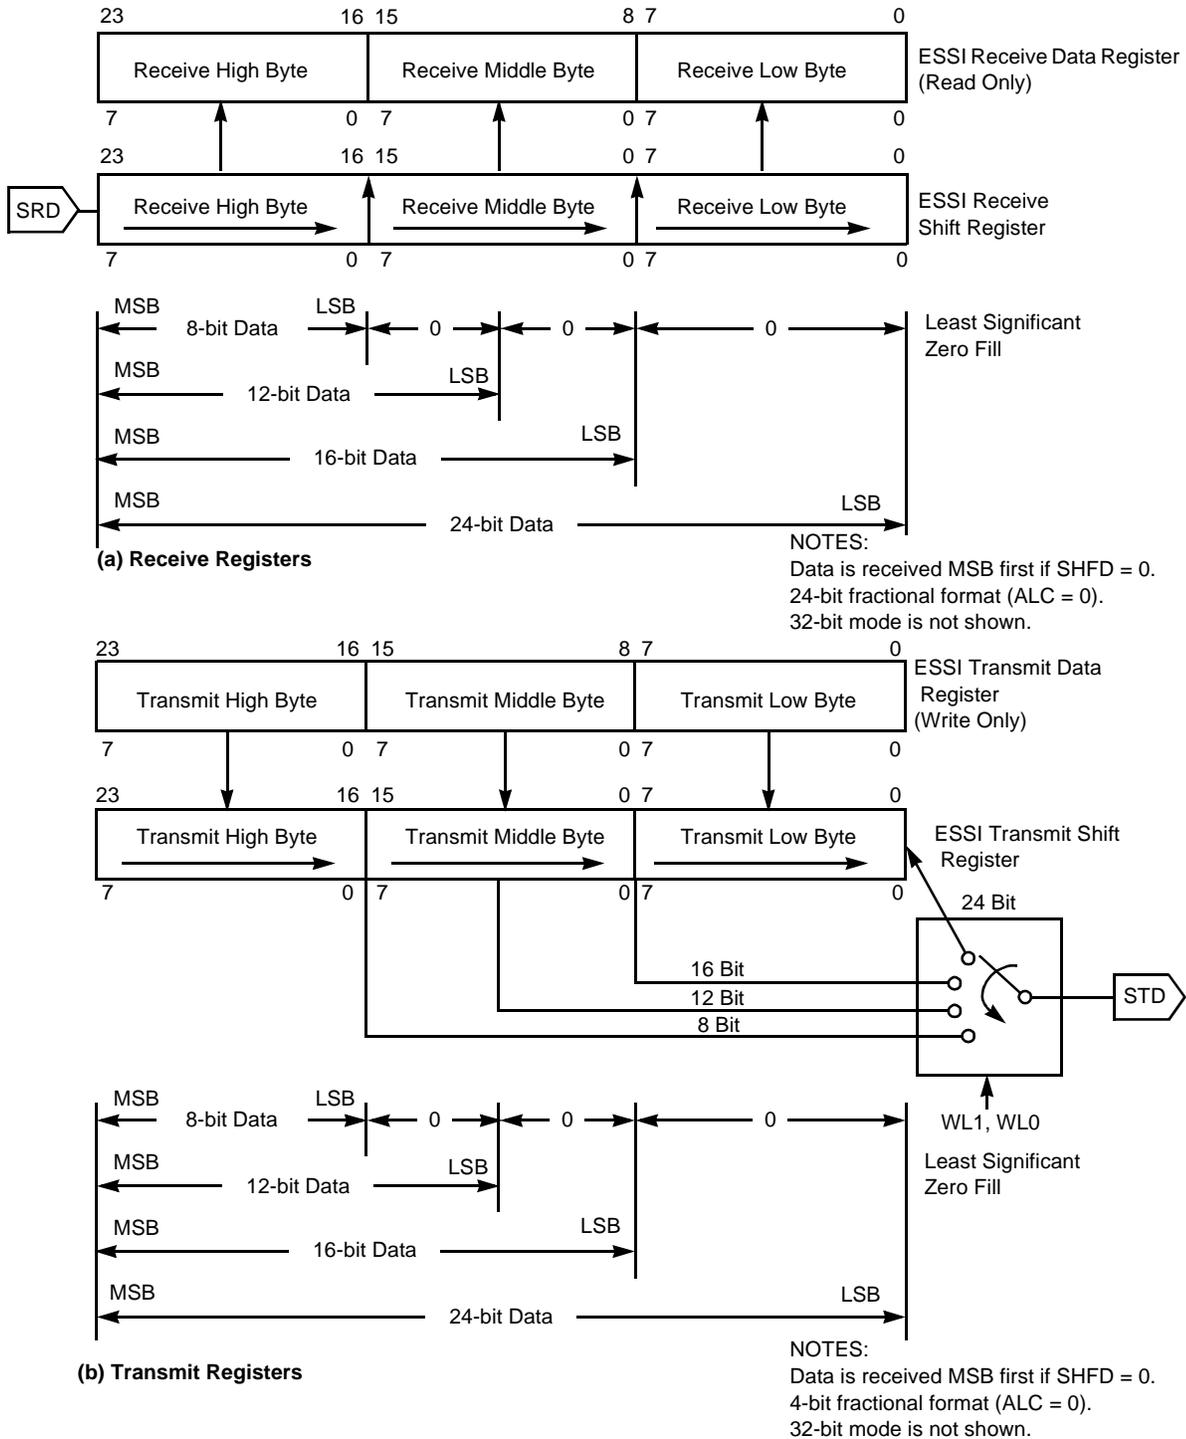 23 16 15 8 7 0
Receive High Byte Receive Middle Byte Receive Low Byte
ESSI Receive Data Register
(Read Only)
7 0 7 0 7 0
23 16 15 0 7 0
SRD
Receive High Byte Receive Middle Byte Receive Low Byte
ESSI Receive
Shift Register
7 0 7 0 7 0
MSB LSB
8-bit Data 0 0 0
Least Significant
Zero Fill
MSB LSB
12-bit Data
MSB LSB
16-bit Data
MSB LSB
24-bit Data
(a) Receive Registers
NOTES:
Data is received MSB first if SHFD = 0.
24-bit fractional format (ALC = 0).
32-bit mode is not shown.
23 16 15 8 7 0
Transmit High Byte Transmit Middle Byte Transmit Low Byte
ESSI Transmit Data
Register
(Write Only)
7 0 7 0 7 0
23 16 15 0 7 0
Transmit High Byte Transmit Middle Byte Transmit Low Byte
ESSI Transmit Shift
Register
7 0 7 0 7 0
24 Bit
16 Bit
12 Bit
8 Bit
STD
WL1, WL0
MSB LSB
8-bit Data 0 0 0
Least Significant
Zero Fill
MSB LSB
12-bit Data
MSB LSB
16-bit Data
MSB LSB
24-bit Data
(b) Transmit Registers
NOTES:
Data is received MSB first if SHFD = 0.
4-bit fractional format (ALC = 0).
32-bit mode is not shown.